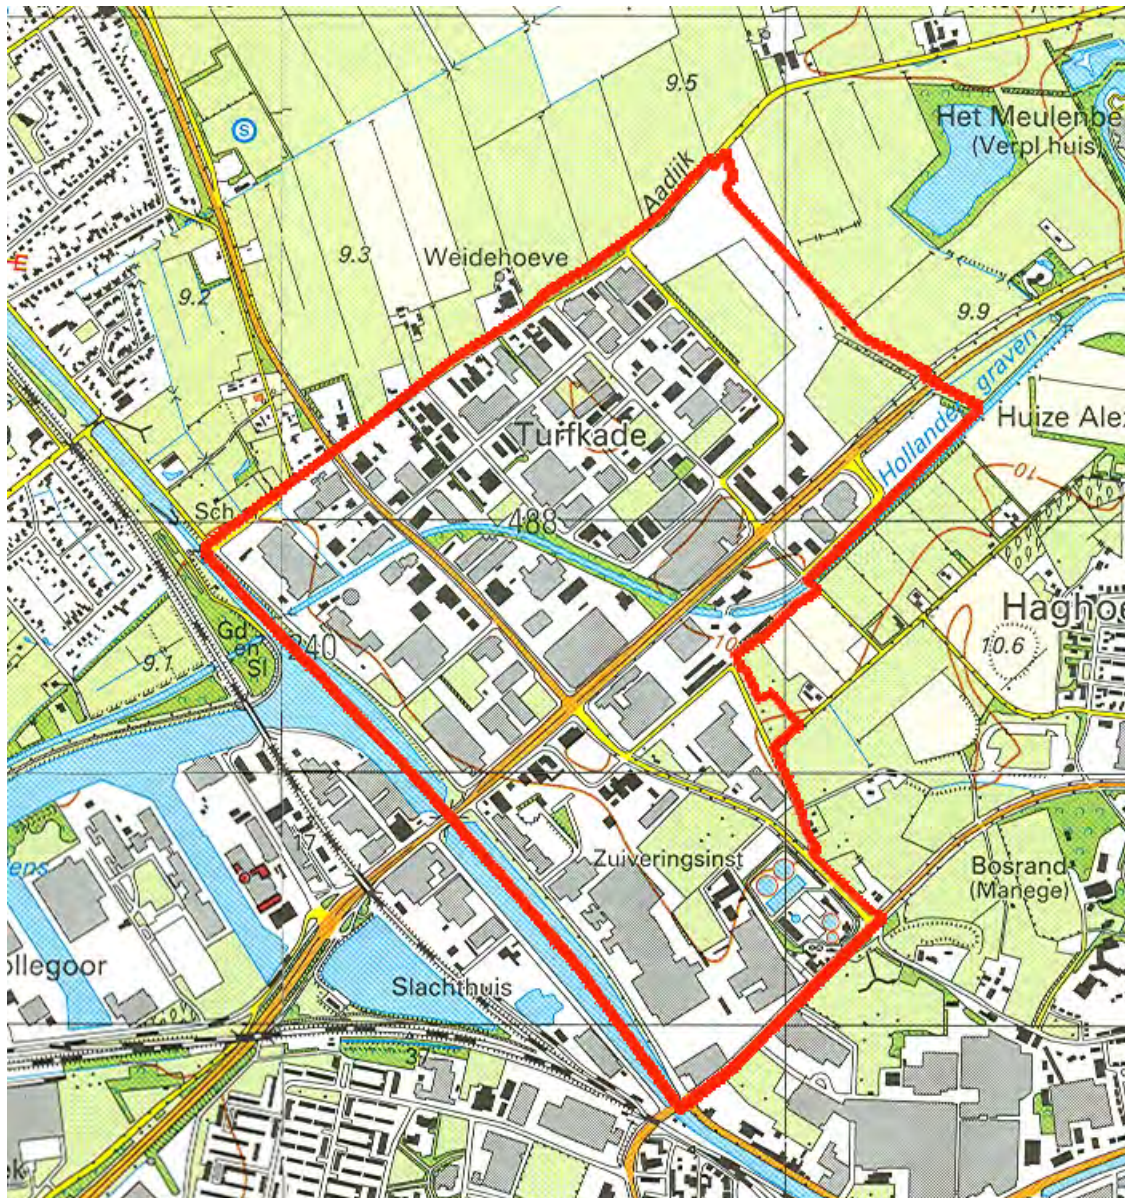 9.5
Het Meulenbe
(Verpl huis)
S
Aadijk
9.3
Weidehoeve
9.2
9.9
Hollander graven
Huize Alex
Turfkade
10
Sch
488
Gd
en
Sl
240
9.1
10
Haghoe
10.6
17
Zuiveringsinst
Bosrand
(Manege)
ens
ollegoor
Slachthuis
3
k